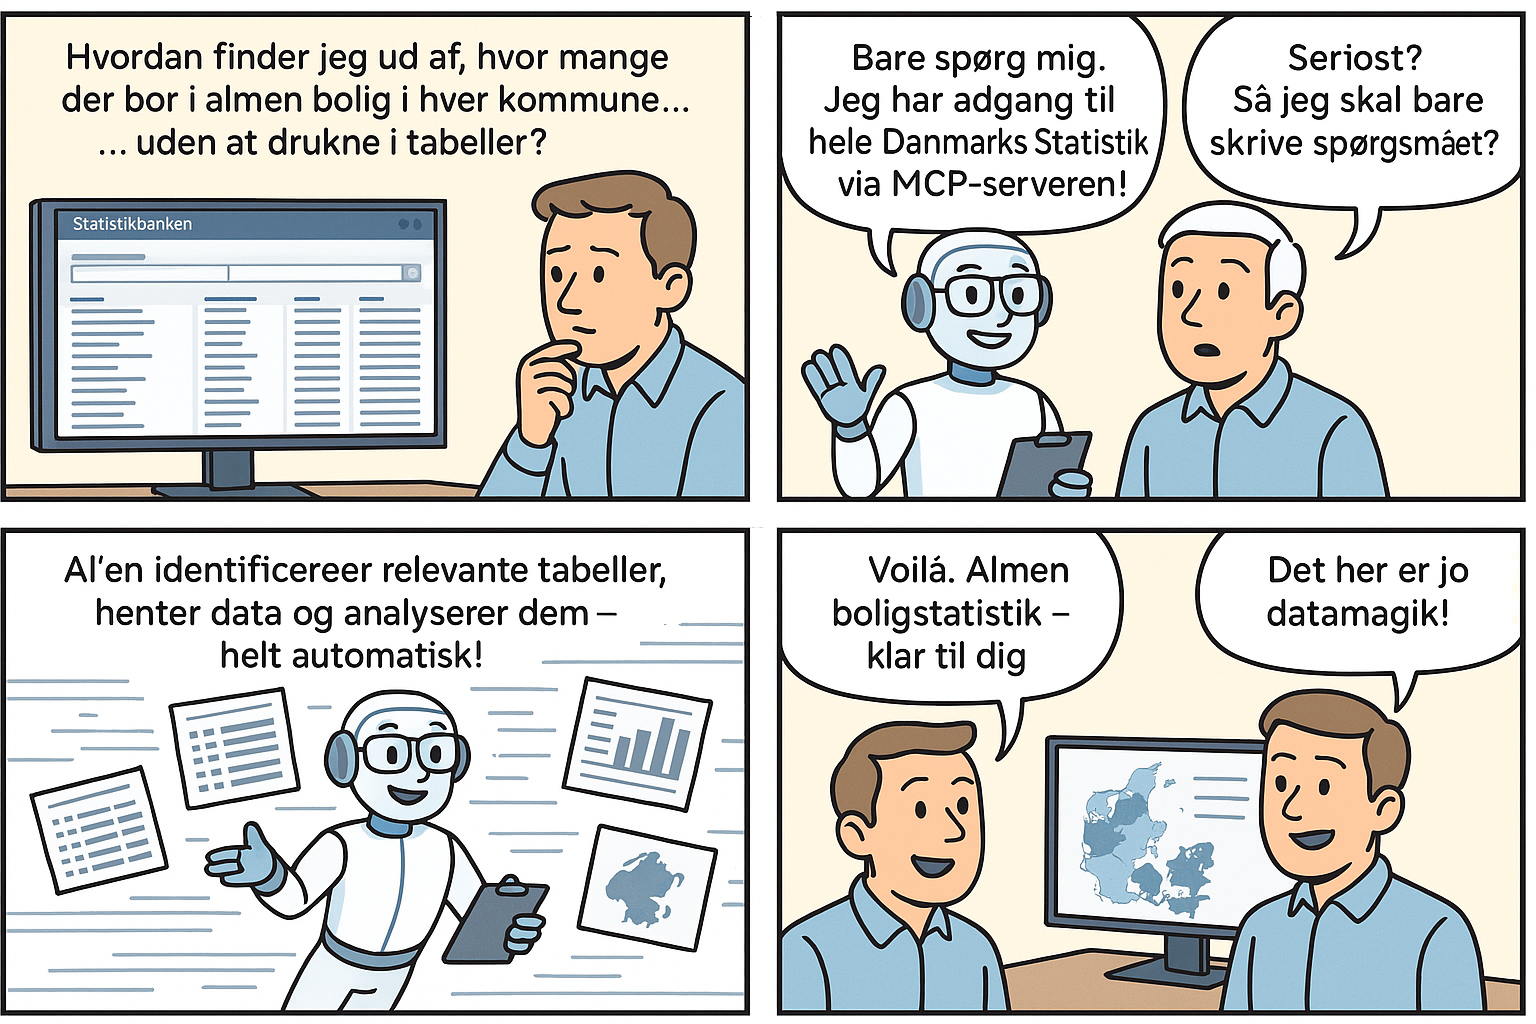 Hvordan finder jeg ud af, hvor mange
der bor i almen bolig i hver kommune...
... uden at drukne i tabeller?
Statistikbanken
Bare spørg mig.
Jeg har adgang til
hele Danmarks Statistik
via MCP-serveren!
Seriost?
Sâ jeg skal bare
skrive spørgsmået?
AI'en identificereer relevante tabeller,
henter data og analyserer dem –
helt automatisk!
Voilá. Almen
boligstatistik –
klar til dig
Det her er jo
datamagik!